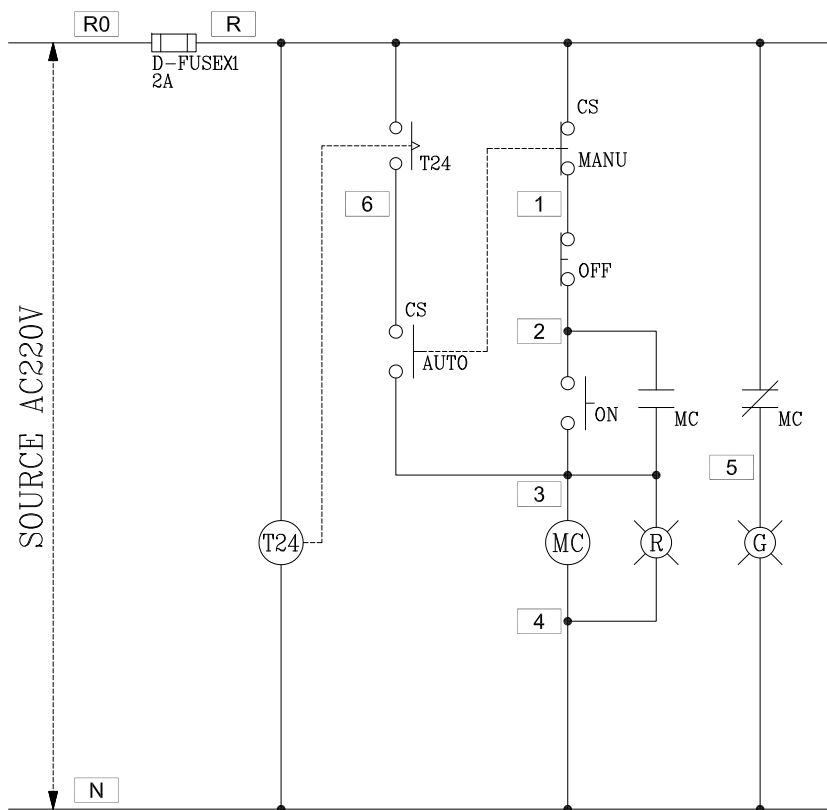 R0
R
D-FUSEX1
2A
CS
T24
MANU
6
1
OFF
CS
2
AUTO
ON
MC
MC
5
3
SOURCE AC220V
T24
MC
R
G
4
N